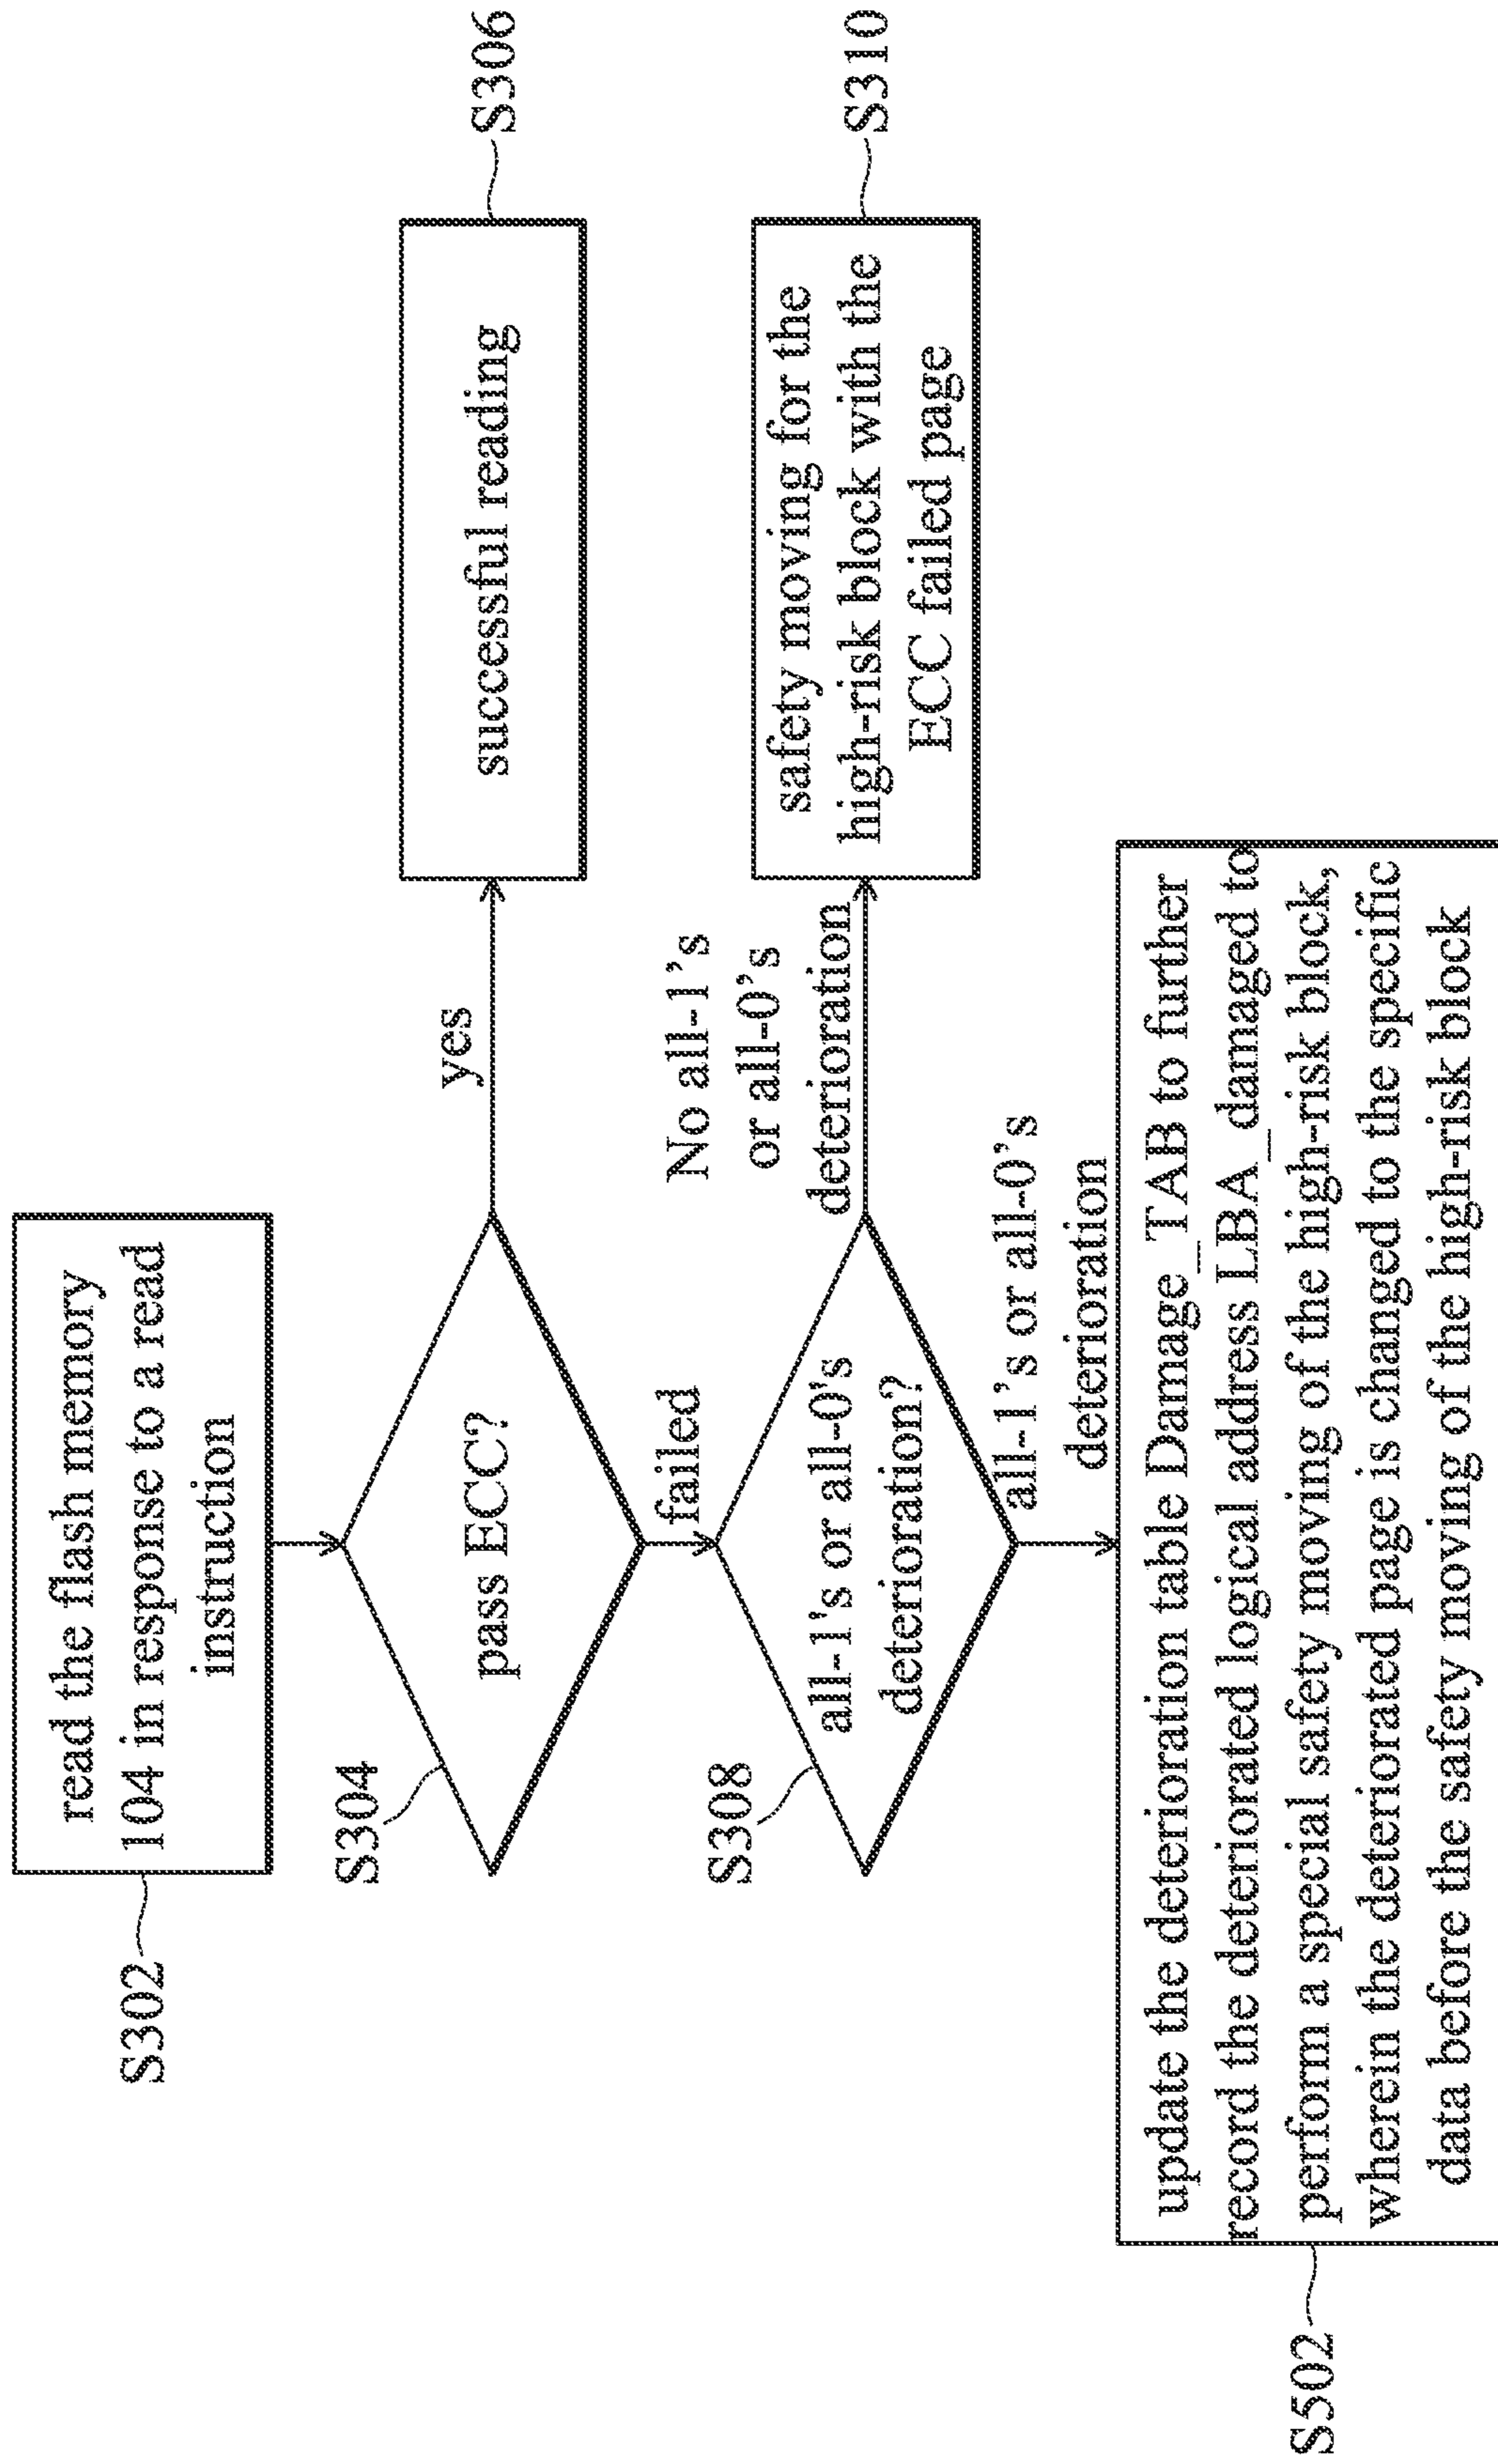 read the flash memory
104 in response to a read
instruction
S302
S304
pass ECC?
yes
successful reading
S306
failed
S308
all-1's or all-0's
deterioration?
No all-1's
or all-0's
deterioration
safety moving for the
high-risk block with the
ECC failed page
S310
all-1's or all-0's
deterioration
S502
update the deterioration table Damage_TAB to further
record the deteriorated logical address LBA_damaged to
perform a special safety moving of the high-risk block,
wherein the deteriorated page is changed to the specific
data before the safety moving of the high-risk block